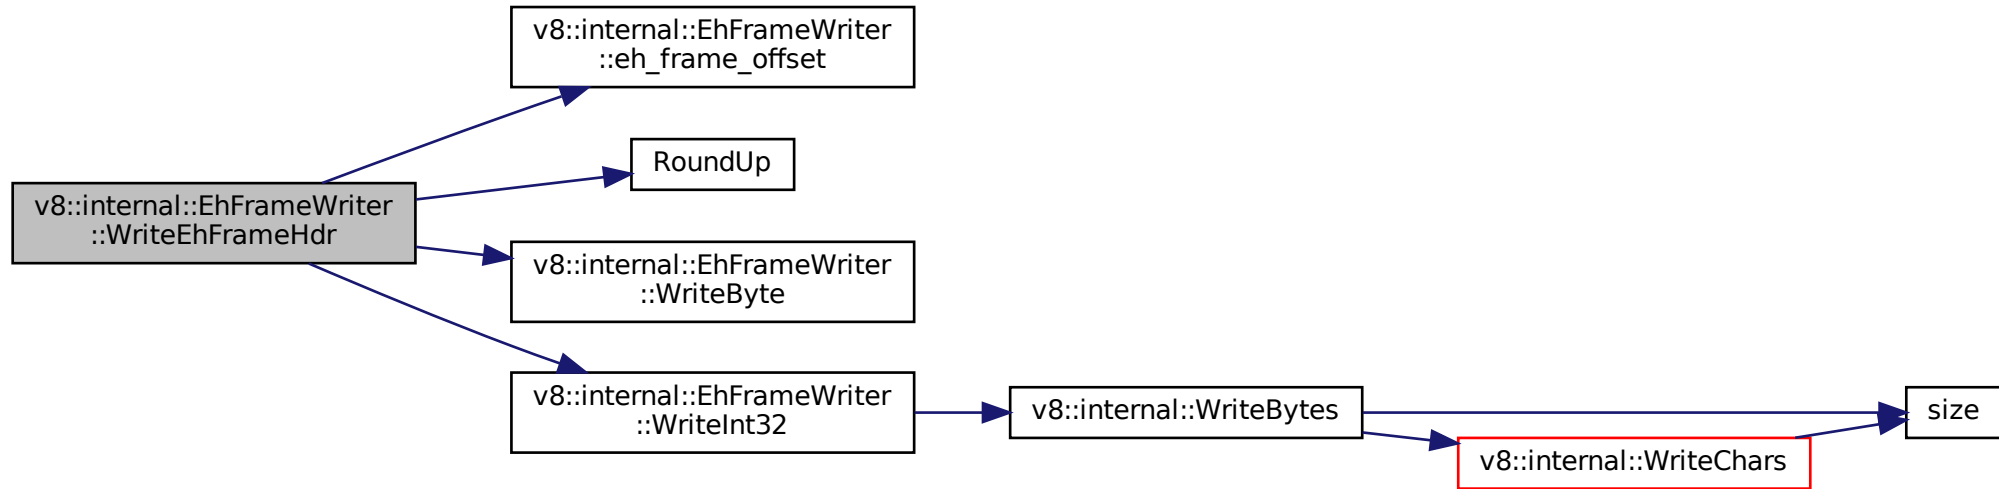 v8::internal::EhFrameWriter
::eh_frame_offset
RoundUp
v8::internal::EhFrameWriter
::WriteEhFrameHdr
v8::internal::EhFrameWriter
::WriteByte
v8::internal::EhFrameWriter
::WriteInt32
v8::internal::WriteBytes
size
v8::internal::WriteChars